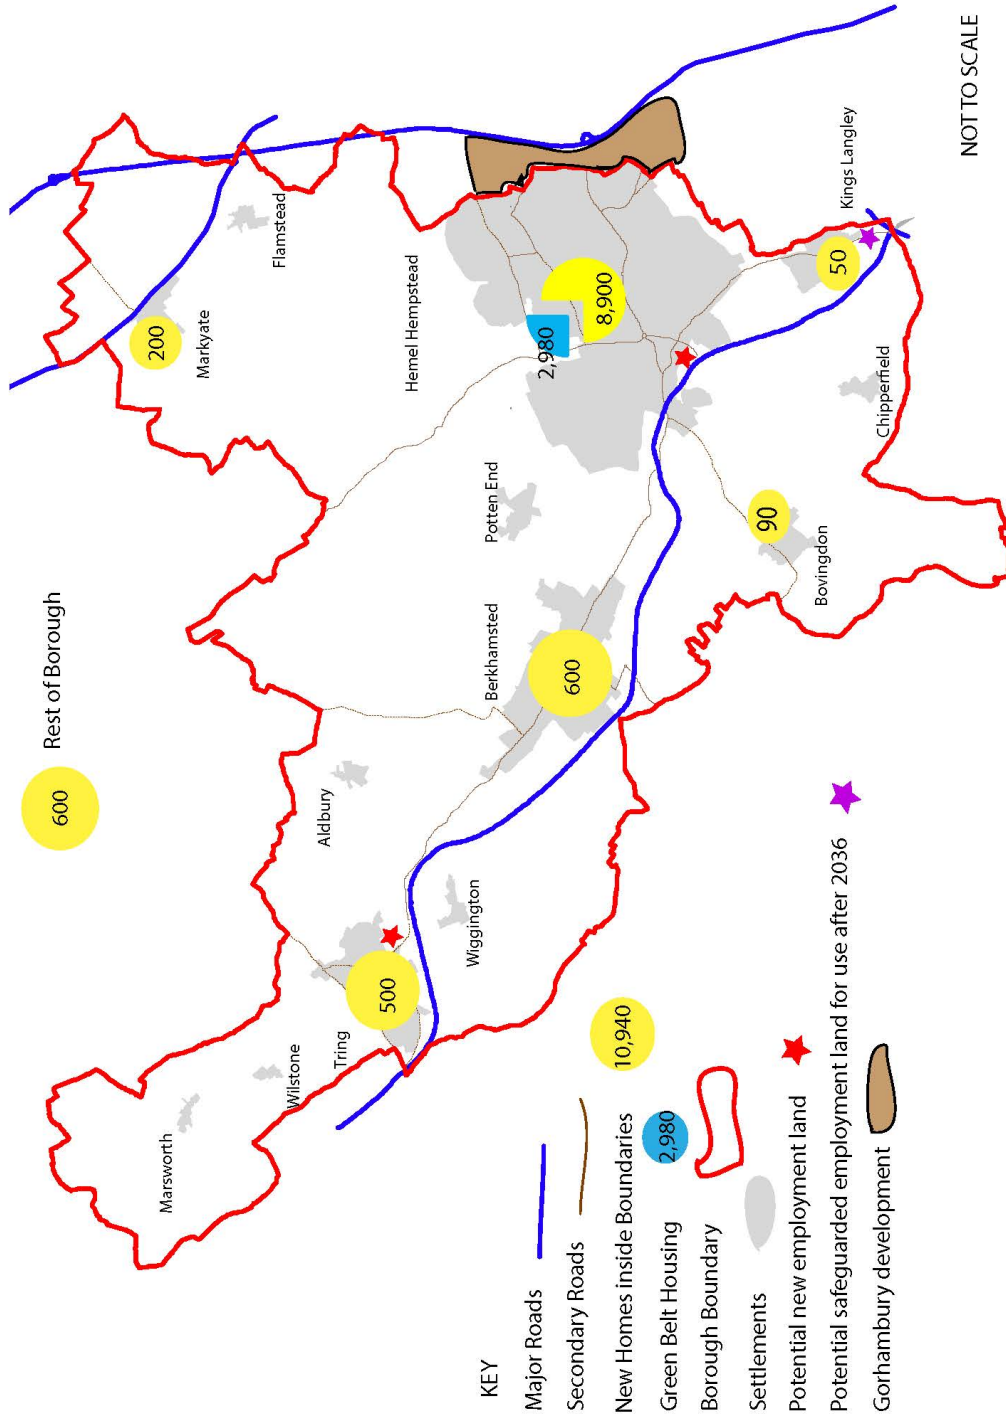 600
Rest of Borough
200
Markyate
Flamstead
Hemel Hempstead
2,980
8,900
50
Kings Langley
Chipperfield
Potten End
90
Bovingdon
Berkhamsted
600
Aldbury
Wiggington
500
Tring
Wilstone
Marsworth
KEY
Major Roads
Secondary Roads
New Homes inside Boundaries
10,940
Green Belt Housing
2,980
Borough Boundary
Settlements
Potential new employment land
Potential safeguarded employment land for use after 2036
Gorhambury development
NOT TO SCALE